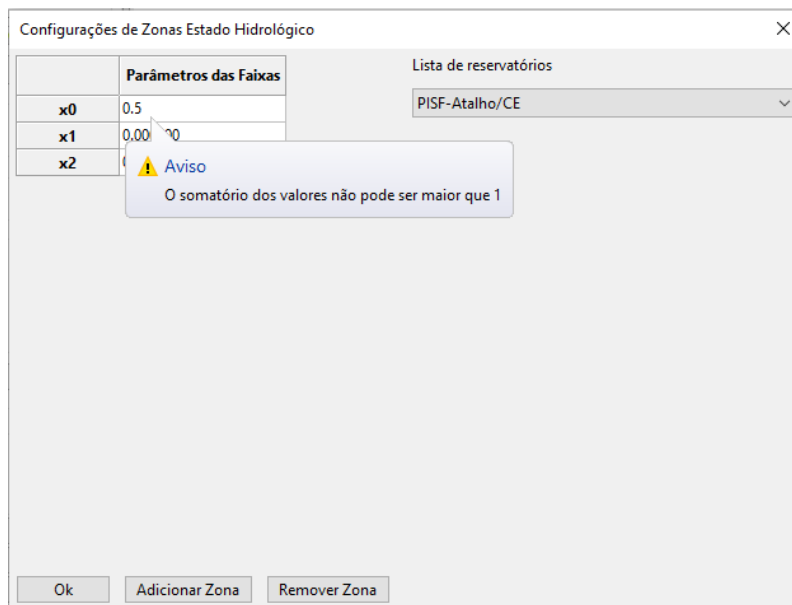 Configurações de Zonas Estado Hidrológico
Parâmetros das Faixas
x0 0.5
x1
x2
Lista de reservatórios
PISF-Atalho/CE
Aviso
O somatório dos valores não pode ser maior que 1
Ok Adicionar Zona Remover Zona